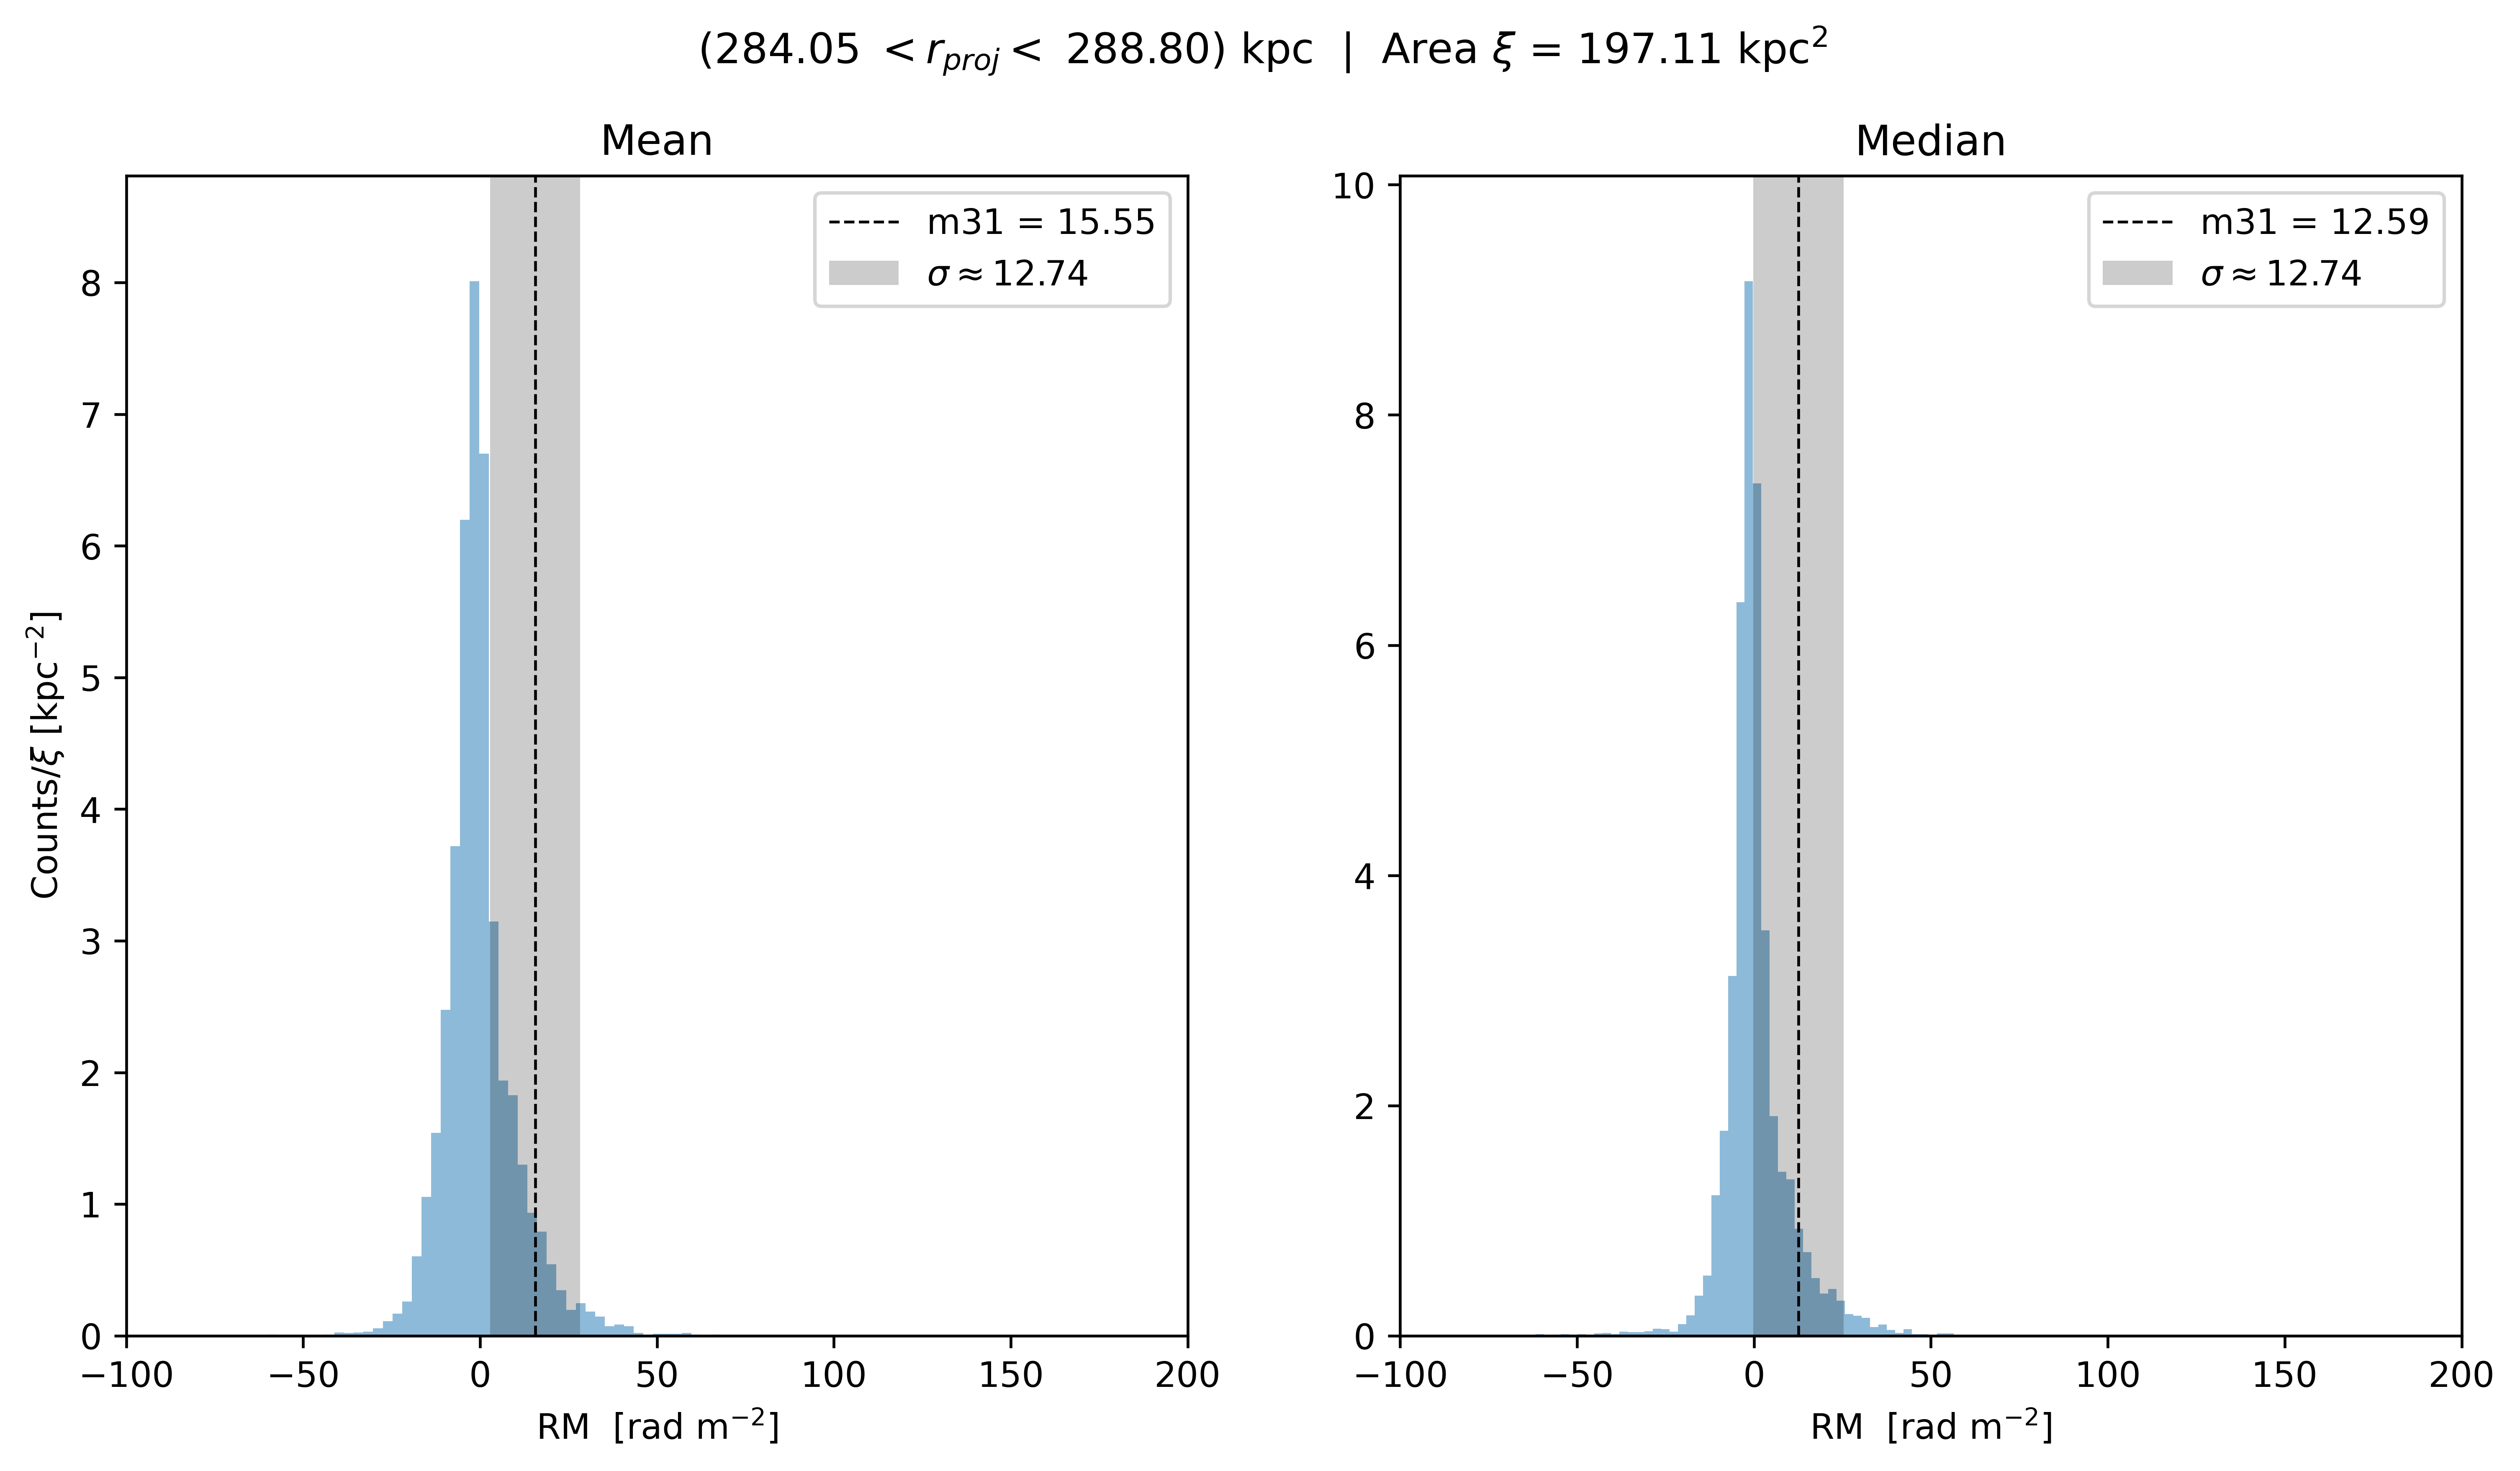 (284.05 < r_proj < 288.80) kpc | Area ξ = 197.11 kpc²
Mean
m31 = 15.55
σ ≈ 12.74
8
7
6
5
4
3
2
1
0
Counts/ξ [kpc⁻²]
−100 −50 0 50 100 150 200
RM [rad m⁻²]
Median
m31 = 12.59
σ ≈ 12.74
10
8
6
4
2
0
−100 −50 0 50 100 150 200
RM [rad m⁻²]